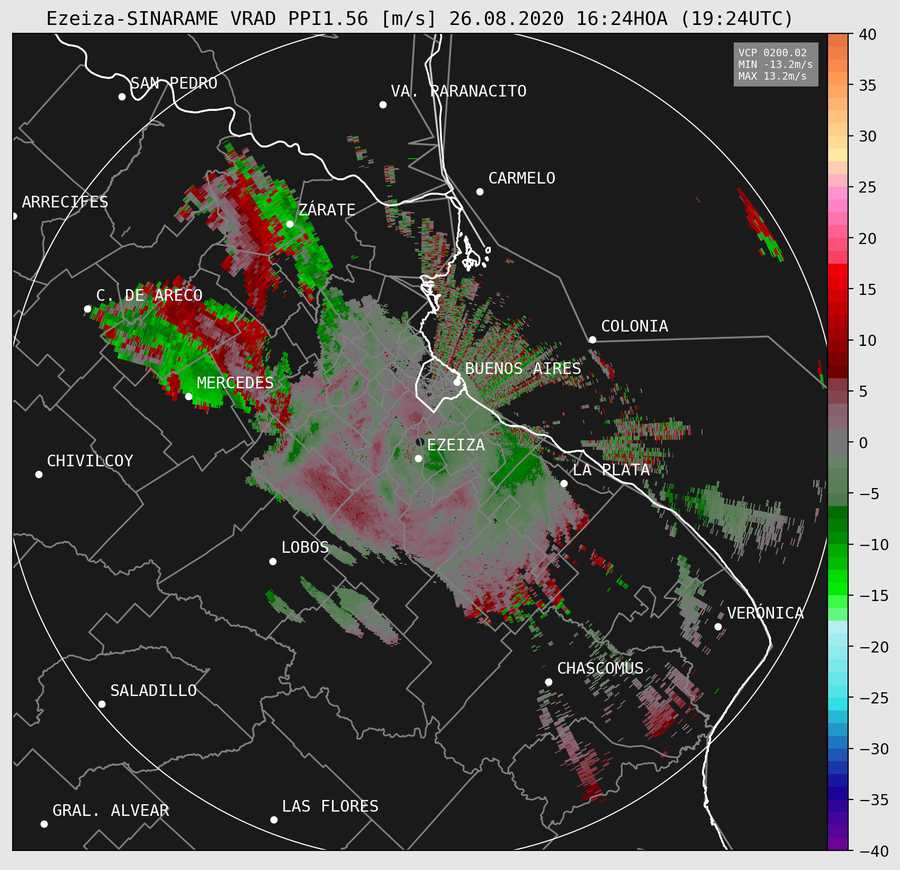 Ezeiza-SINARAME VRAD PPI1.56 [m/s] 26.08.2020 16:24HOA (19:24UTC)
VCP 0200.02
MIN -13.2m/s
MAX 13.2m/s
SAN PEDRO
VA. PARANACITO
CARMELO
ARRECIFES
ZÁRATE
C. DE ARECO
COLONIA
MERCEDES
BUENOS AIRES
EZEIZA
CHIVILCOY
LA PLATA
LOBOS
VERÓNICA
CHASCOMUS
SALADILLO
GRAL. ALVEAR
LAS FLORES
40
35
30
25
20
15
10
5
0
−5
−10
−15
−20
−25
−30
−35
−40